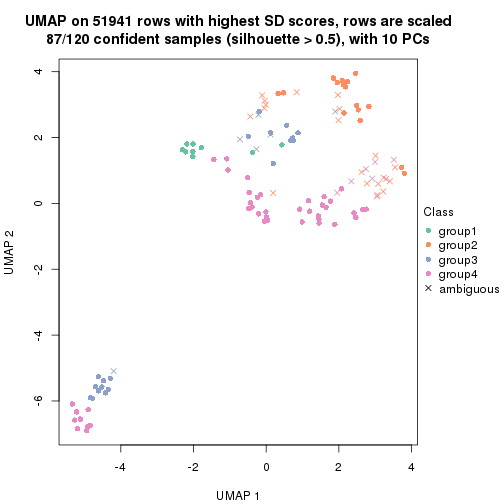 UMAP on 51941 rows with highest SD scores, rows are scaled
87/120 confident samples (silhouette > 0.5), with 10 PCs
4
2
0
-2
-4
-6
UMAP 2
-4
-2
0
2
4
UMAP 1
Class
group1
group2
group3
group4
ambiguous